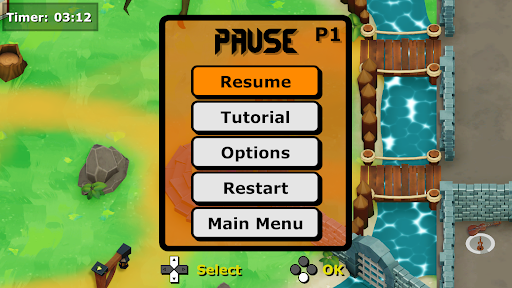 Timer: 03:12
PAUSE P1
Resume
Tutorial
Options
Restart
Main Menu
Select OK